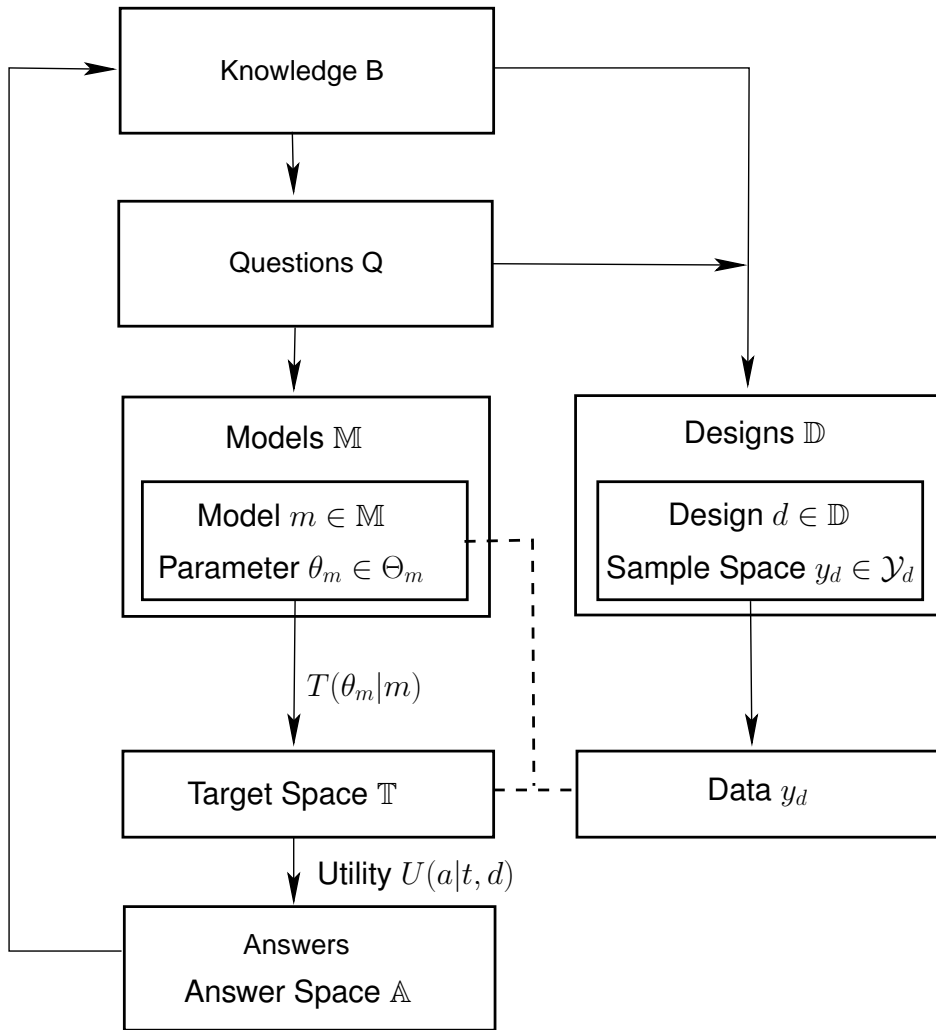 Knowledge B
Questions Q
Models 𝕄
Model m ∈ 𝕄
Parameter θ_m ∈ Θ_m
Designs 𝔻
Design d ∈ 𝔻
Sample Space y_d ∈ 𝒴_d
T(θ_m|m)
Target Space 𝕋
Data y_d
Utility U(a|t, d)
Answers
Answer Space 𝔸